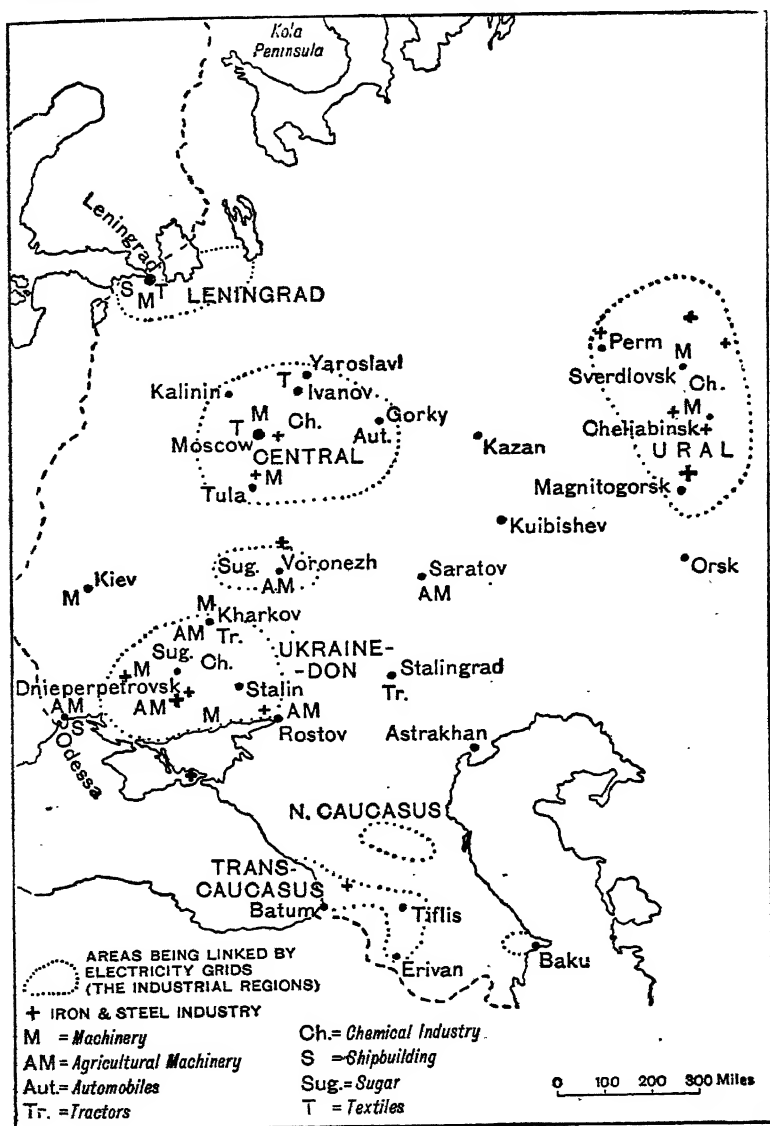 Kola
Peninsula
Leningrad
S M T
LENINGRAD
Perm
M
Sverdlovsk
Ch.
M
Cheliabinsk
URAL
Magnitogorsk
Yaroslavl
T
Ivanov
Kalinin
M
Ch.
T
Gorky
Aut.
Moscow
CENTRAL
M
Tula
Kazan
Kuibishev
Orsk
Sug.
Voronezh
AM
Saratov
AM
Kiev
M
M
Kharkov
AM Tr.
Sug.
Ch.
M
UKRAINE-
-DON
Stalingrad
Tr.
Dnieperpetrovsk
AM
Stalin
M
AM
Rostov
AM
S
Odessa
Astrakhan
N. CAUCASUS
TRANS-
CAUCASUS
Batum
Tiflis
Erivan
Baku
AREAS BEING LINKED BY
ELECTRICITY GRIDS
(THE INDUSTRIAL REGIONS)
+ IRON & STEEL INDUSTRY
M = Machinery
AM = Agricultural Machinery
Aut. = Automobiles
Tr. = Tractors
Ch. = Chemical Industry
S = Shipbuilding
Sug. = Sugar
T = Textiles
0 100 200 300 Miles